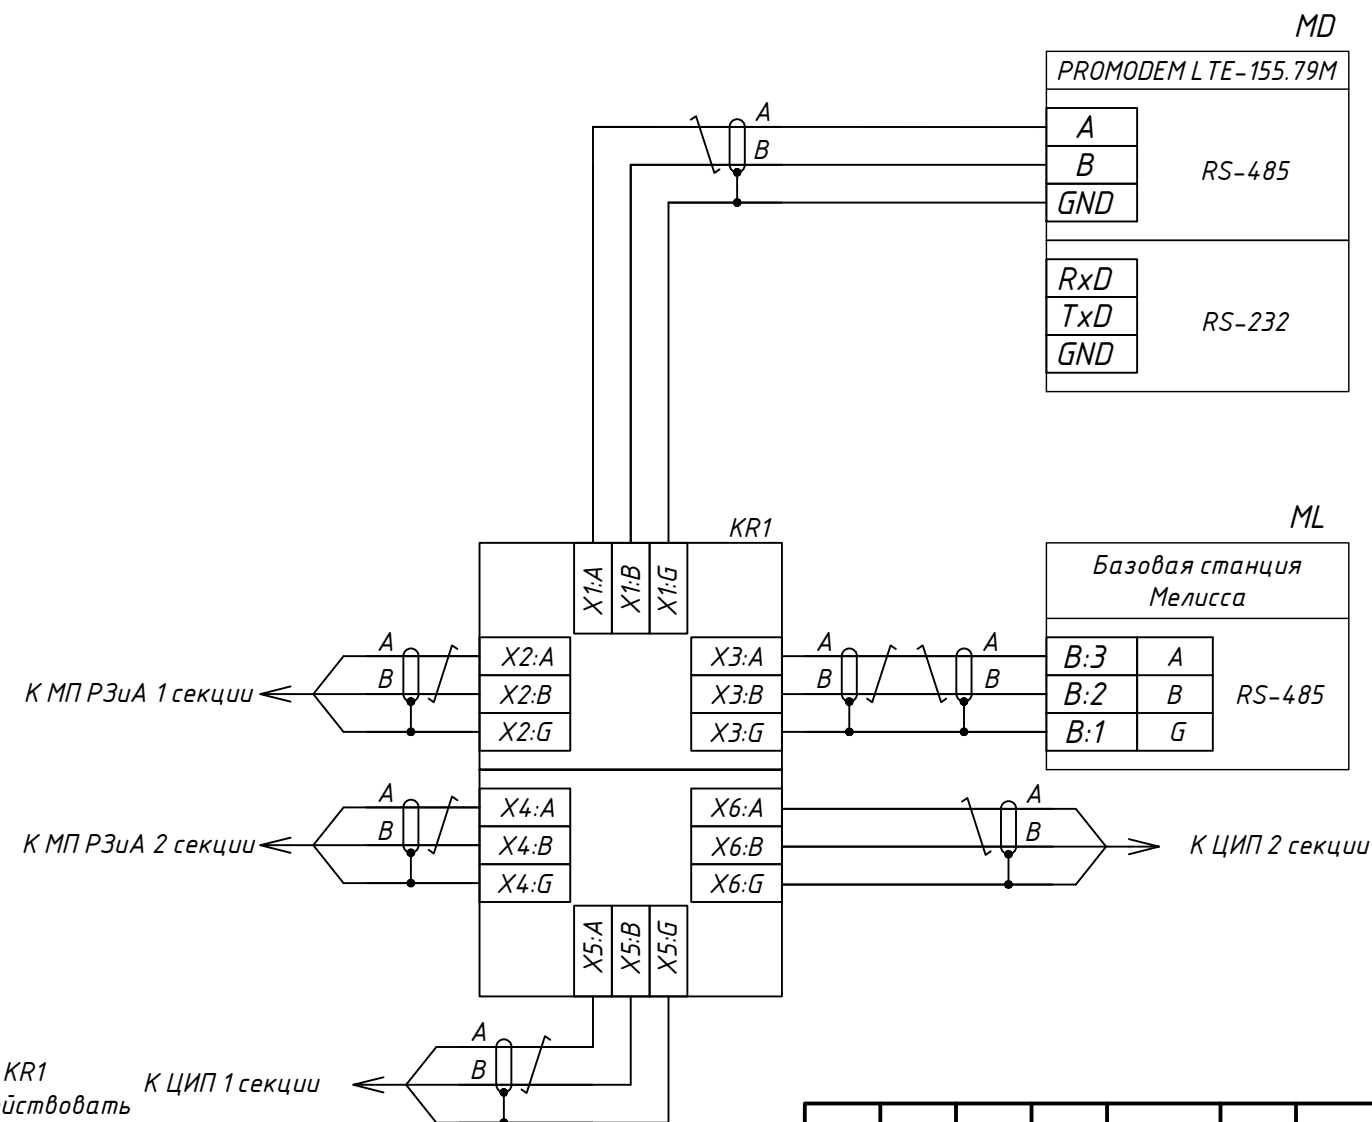 MD
PROMODEM LTE-155.79M
A
A
B
B
RS-485
GND
RxD
TxD
RS-232
GND
KR1
ML
Базовая станция
Мелисса
X1:A
X1:B
X1:G
A
X2:A
X3:A
A
A
B:3
A
К МП РЗиА 1 секции
B
X2:B
X3:B
B
B
B:2
B
RS-485
X2:G
X3:G
B:1
G
A
X4:A
X6:A
A
К МП РЗиА 2 секции
B
X4:B
X6:B
B
К ЦИП 2 секции
X4:G
X6:G
X5:A
X5:B
X5:G
A
KR1
К ЦИП 1 секции
B